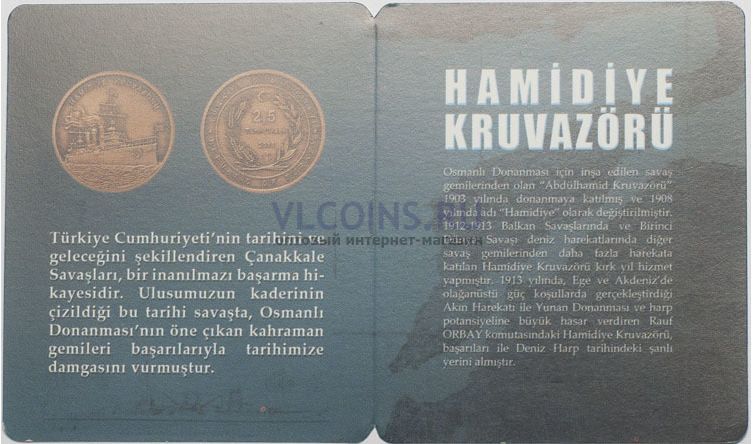 2,5
Türkiye Cumhuriyeti'nin tarihini ve
geleceğini şekillendiren Çanakkale
Savaşları, bir inanılmazı başarma hi-
kayesidir. Ulusumuzun kaderinin
çizildiği bu tarihi savaşta, Osmanlı
Donanması'nın öne çıkan kahraman
gemileri başarılarıyla tarihimize
damgasını vurmuştur.
HAMİDİYE
KRUVAZÖRÜ
Osmanlı Donanması için inşa edilen savaş
gemilerinden olan "Abdülhamid Kruvazörü"
1903 yılında donanmaya katılmış ve 1908
yılında adı "Hamidiye" olarak değiştirilmiştir.
1912-1913 Balkan Savaşlarında ve Birinci
Dünya Savaşı deniz harekatlarında diğer
savaş gemilerinden daha fazla harekata
katılan Hamidiye Kruvazörü kırk yıl hizmet
yapmıştır. 1913 yılında, Ege ve Akdeniz'de
olağanüstü güç koşullarda gerçekleştirdiği
Akın Harekatı ile Yunan Donanması ve harp
potansiyeline büyük hasar verdiren Rauf
ORBAY komutasındaki Hamidiye Kruvazörü,
başarıları ile Deniz Harp tarihindeki şanlı
yerini almıştır.
VLCOINS.RU
интернет-магазин